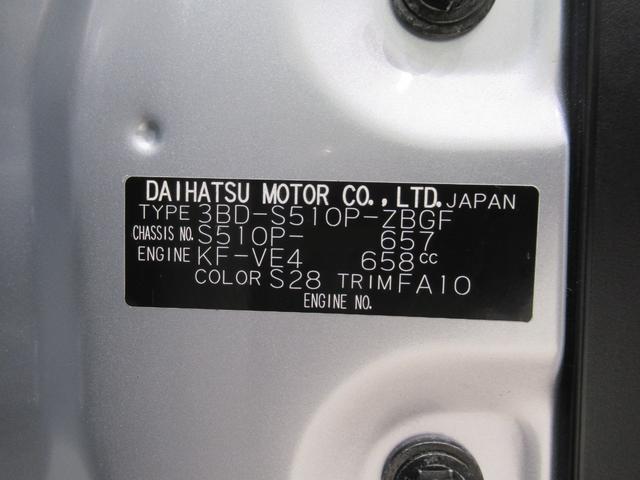 DAIHATSU MOTOR CO.,LTD. JAPAN
TYPE 3BD-S510P-ZBGF
CHASSIS NO. S510P- 657
ENGINE KF-VE4 658cc
COLOR S28 TRIM FA10
ENGINE NO.